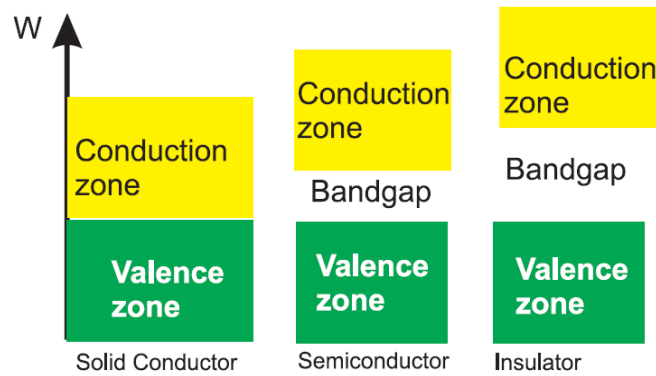 W
Conduction
zone
Valence
zone
Solid Conductor
Conduction
zone
Bandgap
Valence
zone
Semiconductor
Conduction
zone
Bandgap
Valence
zone
Insulator